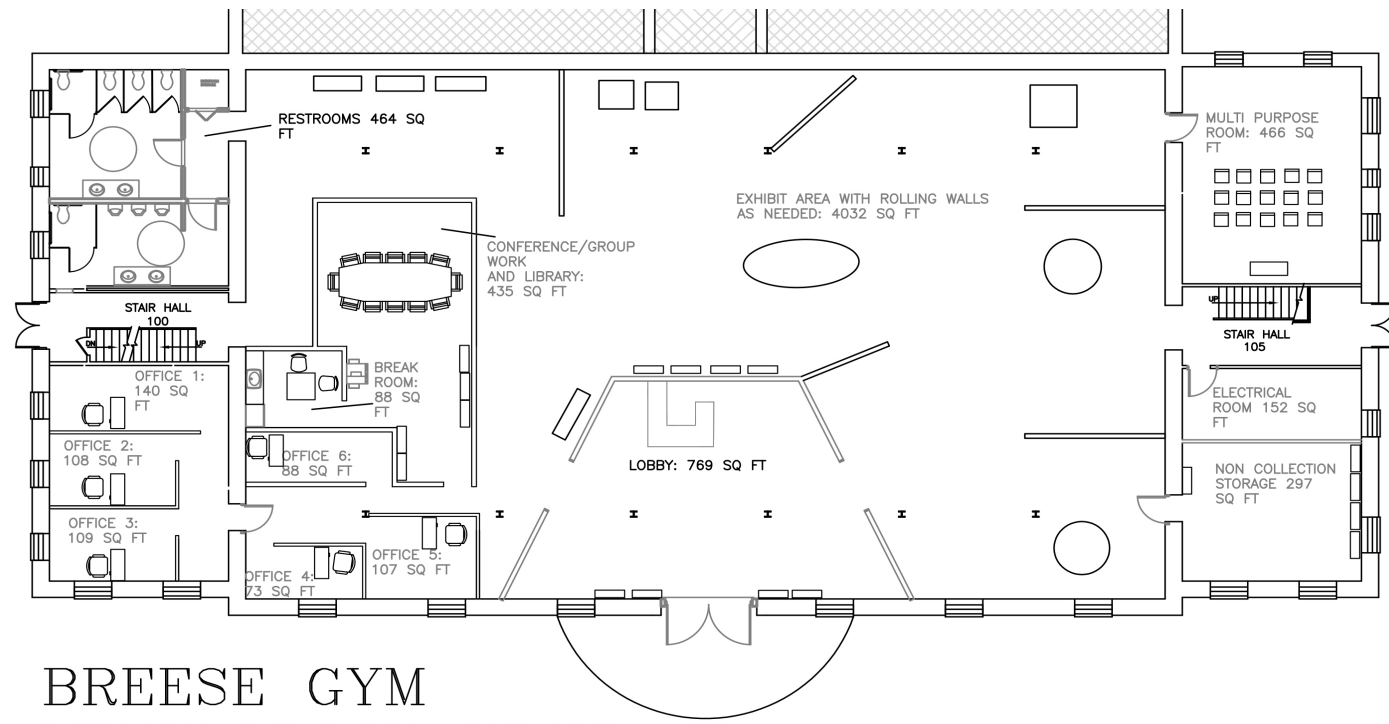 RESTROOMS 464 SQ
FT
MULTI PURPOSE
ROOM: 466 SQ
FT
EXHIBIT AREA WITH ROLLING WALLS
AS NEEDED: 4032 SQ FT
CONFERENCE/GROUP
WORK
AND LIBRARY:
435 SQ FT
STAIR HALL
100
DN
UP
UP
STAIR HALL
105
OFFICE 1:
140 SQ
FT
BREAK
ROOM:
88 SQ
FT
ELECTRICAL
ROOM 152 SQ
FT
OFFICE 2:
108 SQ FT
OFFICE 6:
88 SQ FT
LOBBY: 769 SQ FT
NON COLLECTION
STORAGE 297
SQ FT
OFFICE 3:
109 SQ FT
OFFICE 5:
107 SQ FT
OFFICE 4:
73 SQ FT
BREESE GYM